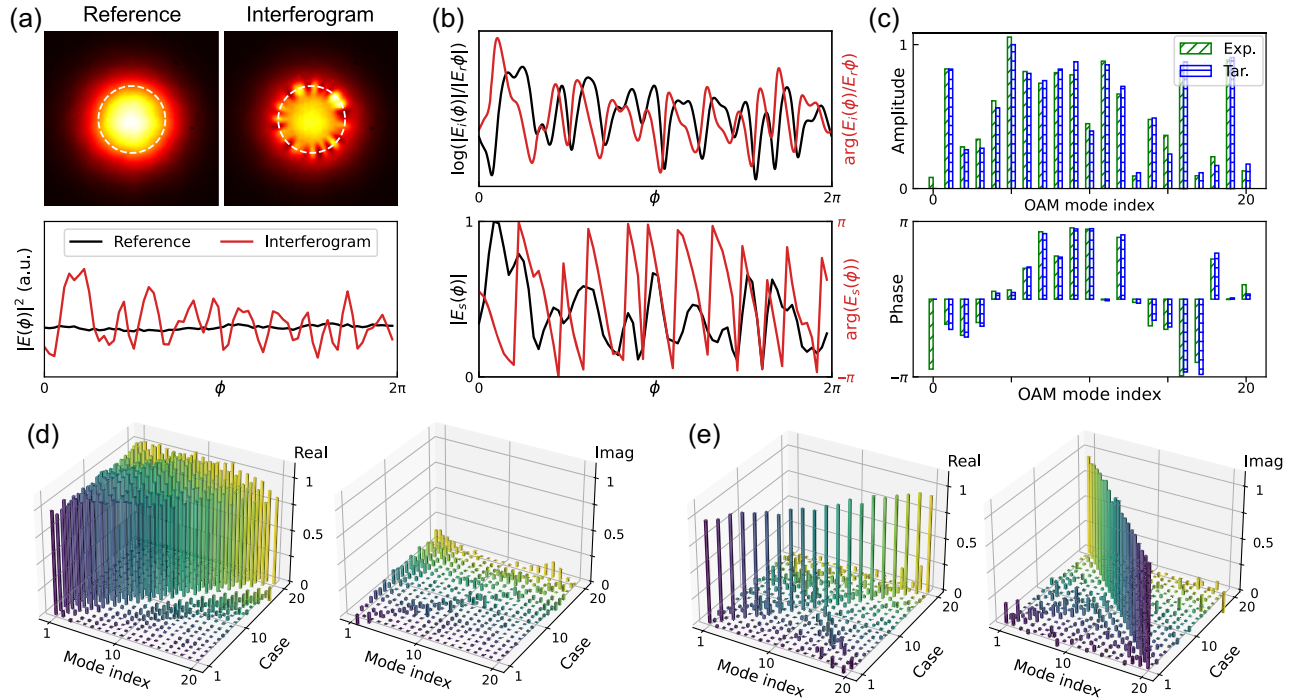 (a)
Reference
Interferogram
|E(ϕ)|² (a.u.)
Reference
Interferogram
0
ϕ
2π
(b)
log(|E_i(ϕ)|/|E_rϕ|
arg(E_i(ϕ)/E_rϕ)
0
ϕ
2π
1
|E_s(ϕ)|
0
π
arg(E_s(ϕ))
−π
0
ϕ
2π
(c)
1
Amplitude
0
Exp.
Tar.
0
OAM mode index
20
π
Phase
−π
0
OAM mode index
20
(d)
Real
1
0.5
0
1
10
20
Mode index
1
10
20
Case
Imag
1
0.5
0
1
10
20
Mode index
1
10
20
Case
(e)
Real
1
0.5
0
1
10
20
Mode index
1
10
20
Case
Imag
1
0.5
0
1
10
20
Mode index
1
10
20
Case